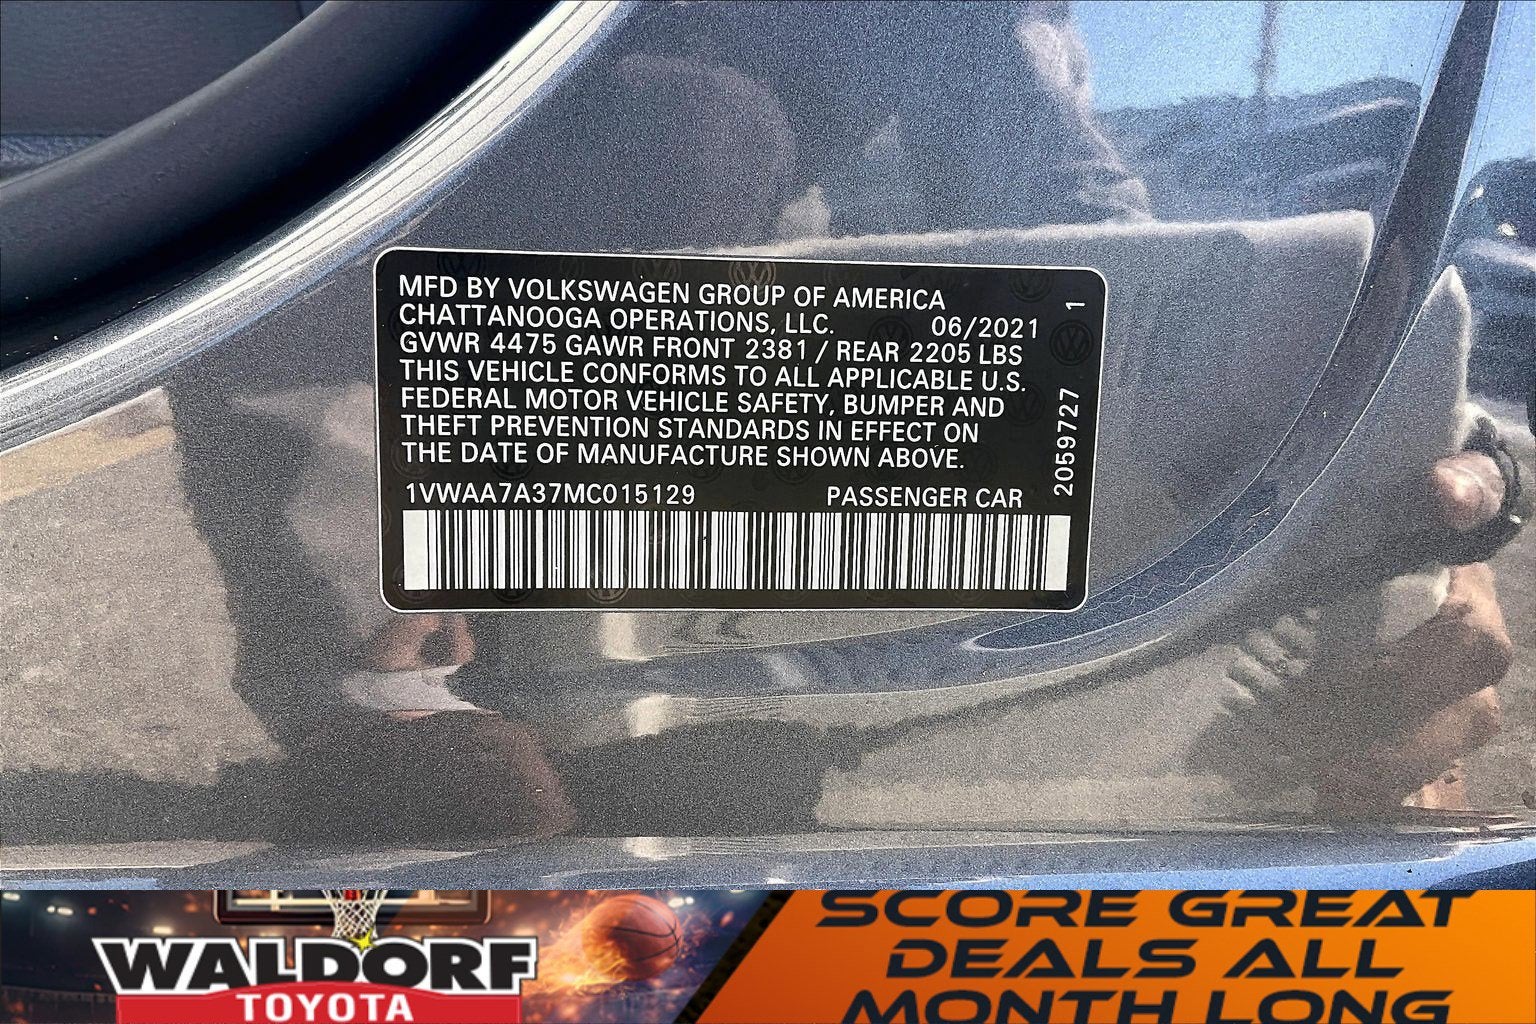 MFD BY VOLKSWAGEN GROUP OF AMERICA
CHATTANOOGA OPERATIONS, LLC. 06/2021
GVWR 4475 GAWR FRONT 2381 / REAR 2205 LBS
THIS VEHICLE CONFORMS TO ALL APPLICABLE U.S.
FEDERAL MOTOR VEHICLE SAFETY, BUMPER AND
THEFT PREVENTION STANDARDS IN EFFECT ON
THE DATE OF MANUFACTURE SHOWN ABOVE.
1VWAA7A37MC015129 PASSENGER CAR
2059727 1
WALDORF
TOYOTA
SCORE GREAT
DEALS ALL
MONTH LONG